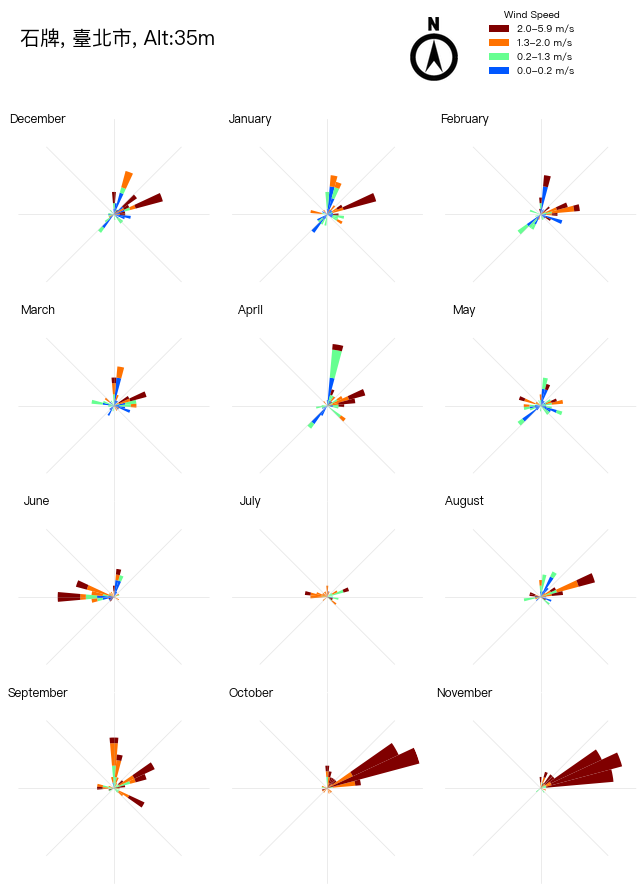 石牌, 臺北市, Alt:35m
N
Wind Speed
2.0−5.9 m/s
1.3−2.0 m/s
0.2−1.3 m/s
0.0−0.2 m/s
December
January
February
March
April
May
June
July
August
September
October
November